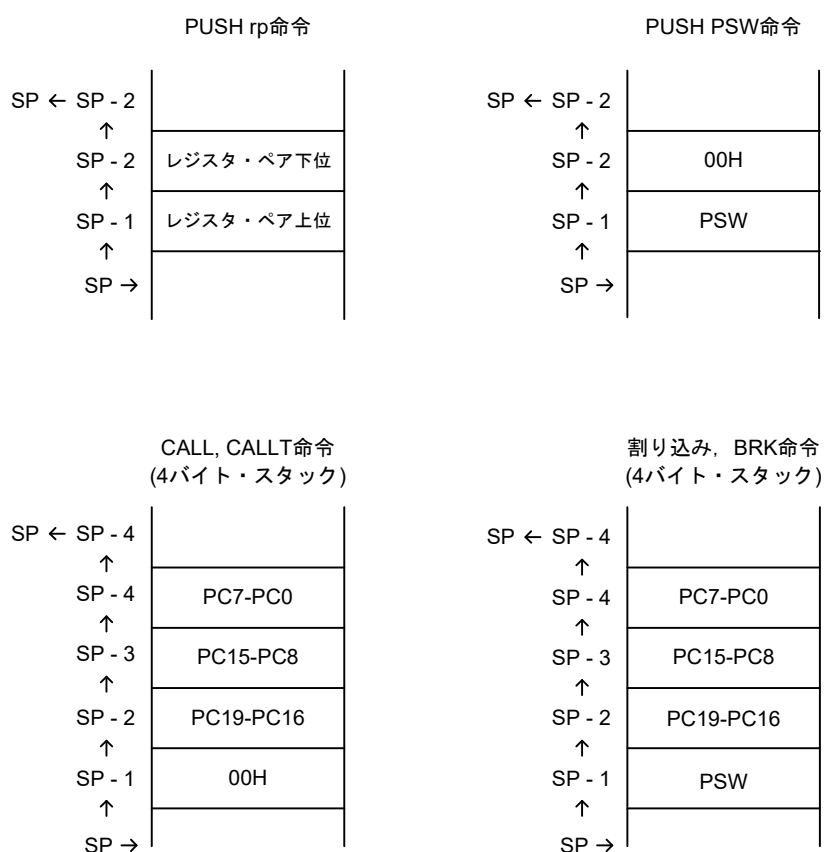 PUSH rp命令
SP ← SP - 2
↑
SP - 2 レジスタ・ペア下位
↑
SP - 1 レジスタ・ペア上位
↑
SP →
PUSH PSW命令
SP ← SP - 2
↑
SP - 2 00H
↑
SP - 1 PSW
↑
SP →
CALL, CALLT命令
(4バイト・スタック)
SP ← SP - 4
↑
SP - 4 PC7-PC0
↑
SP - 3 PC15-PC8
↑
SP - 2 PC19-PC16
↑
SP - 1 00H
↑
SP →
割り込み，BRK命令
(4バイト・スタック)
SP ← SP - 4
↑
SP - 4 PC7-PC0
↑
SP - 3 PC15-PC8
↑
SP - 2 PC19-PC16
↑
SP - 1 PSW
↑
SP →